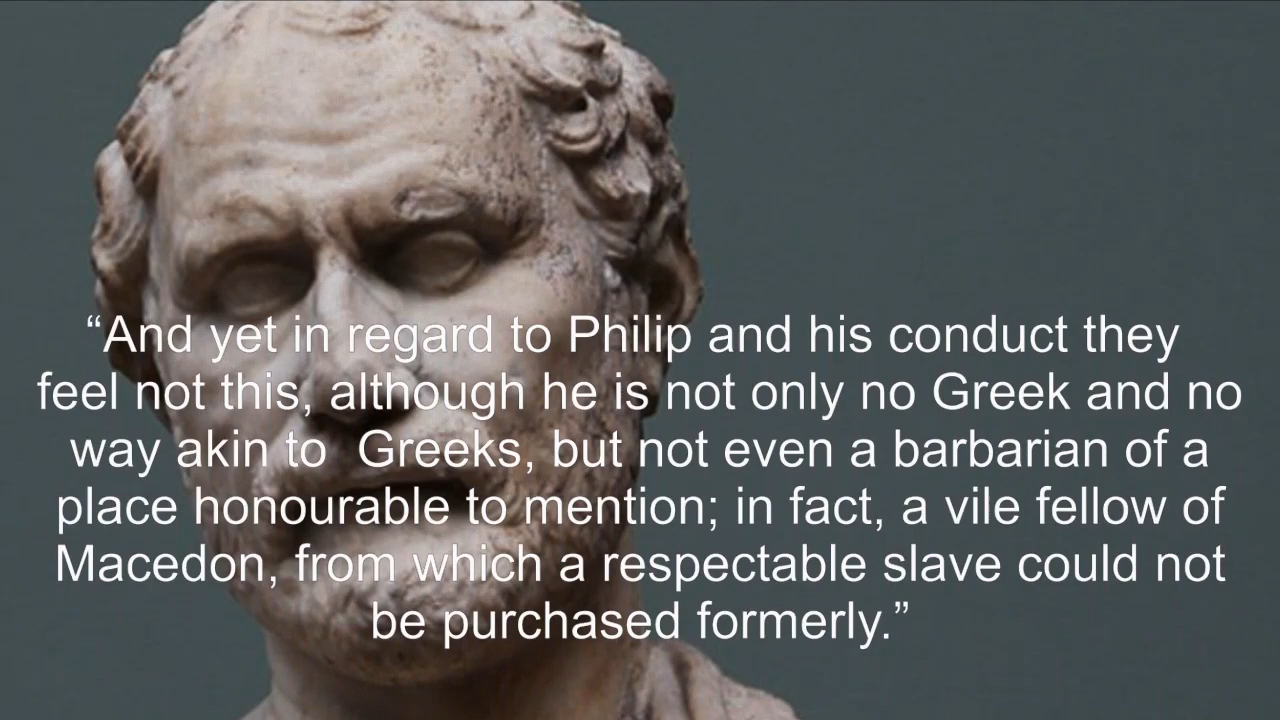 “And yet in regard to Philip and his conduct they
feel not this, although he is not only no Greek and no
way akin to  Greeks, but not even a barbarian of a
place honourable to mention; in fact, a vile fellow of
Macedon, from which a respectable slave could not
be purchased formerly.”